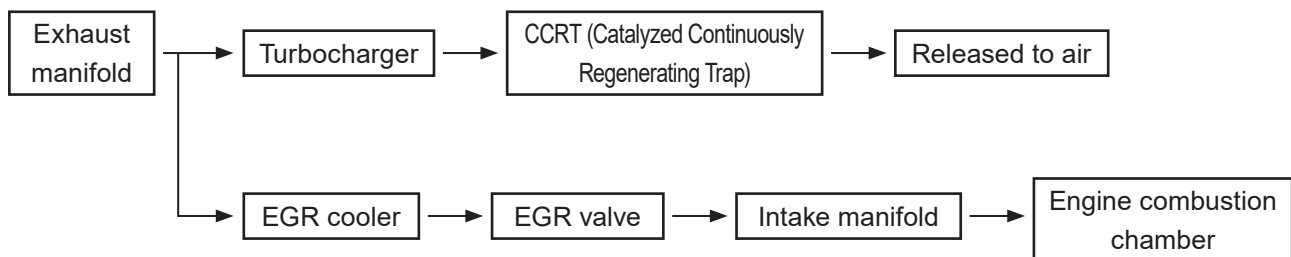 Exhaust
manifold
Turbocharger
CCRT (Catalyzed Continuously
Regenerating Trap)
Released to air
EGR cooler
EGR valve
Intake manifold
Engine combustion
chamber